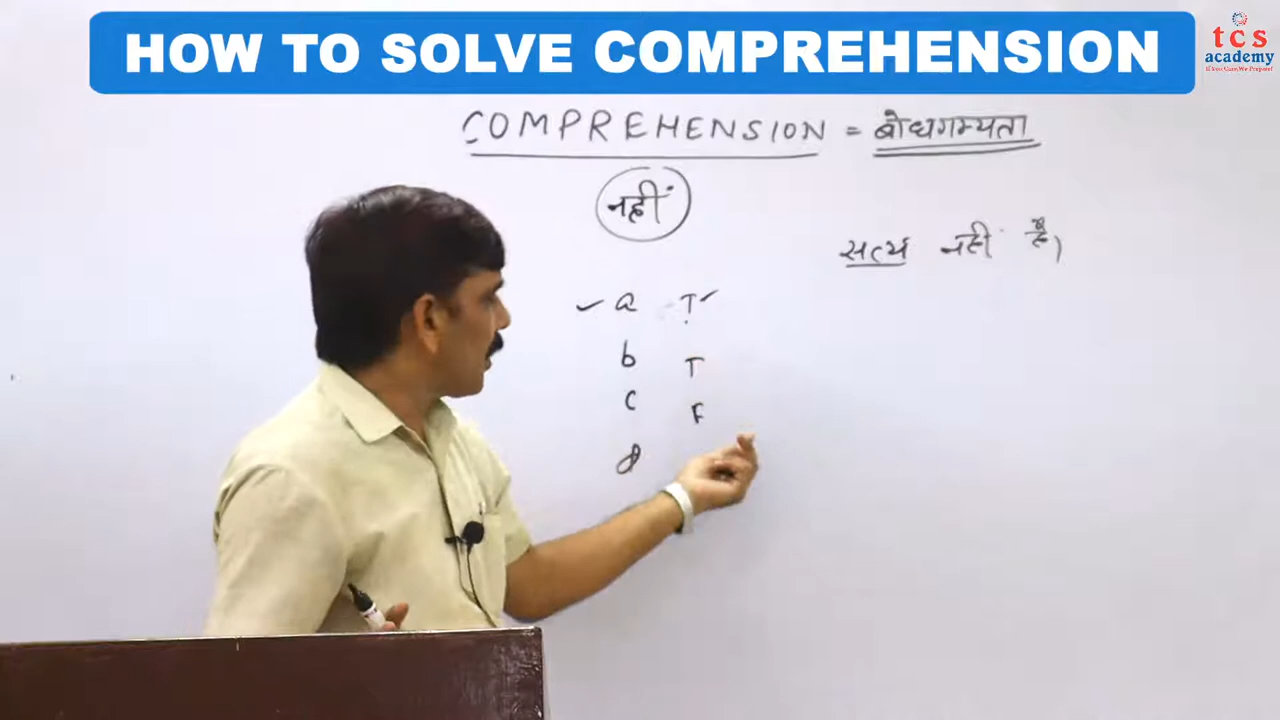 HOW TO SOLVE COMPREHENSION
tcs
academy
COMPREHENSION = बोधगम्यता
नहीं
सत्य नहीं है।
a T
b T
c F
d